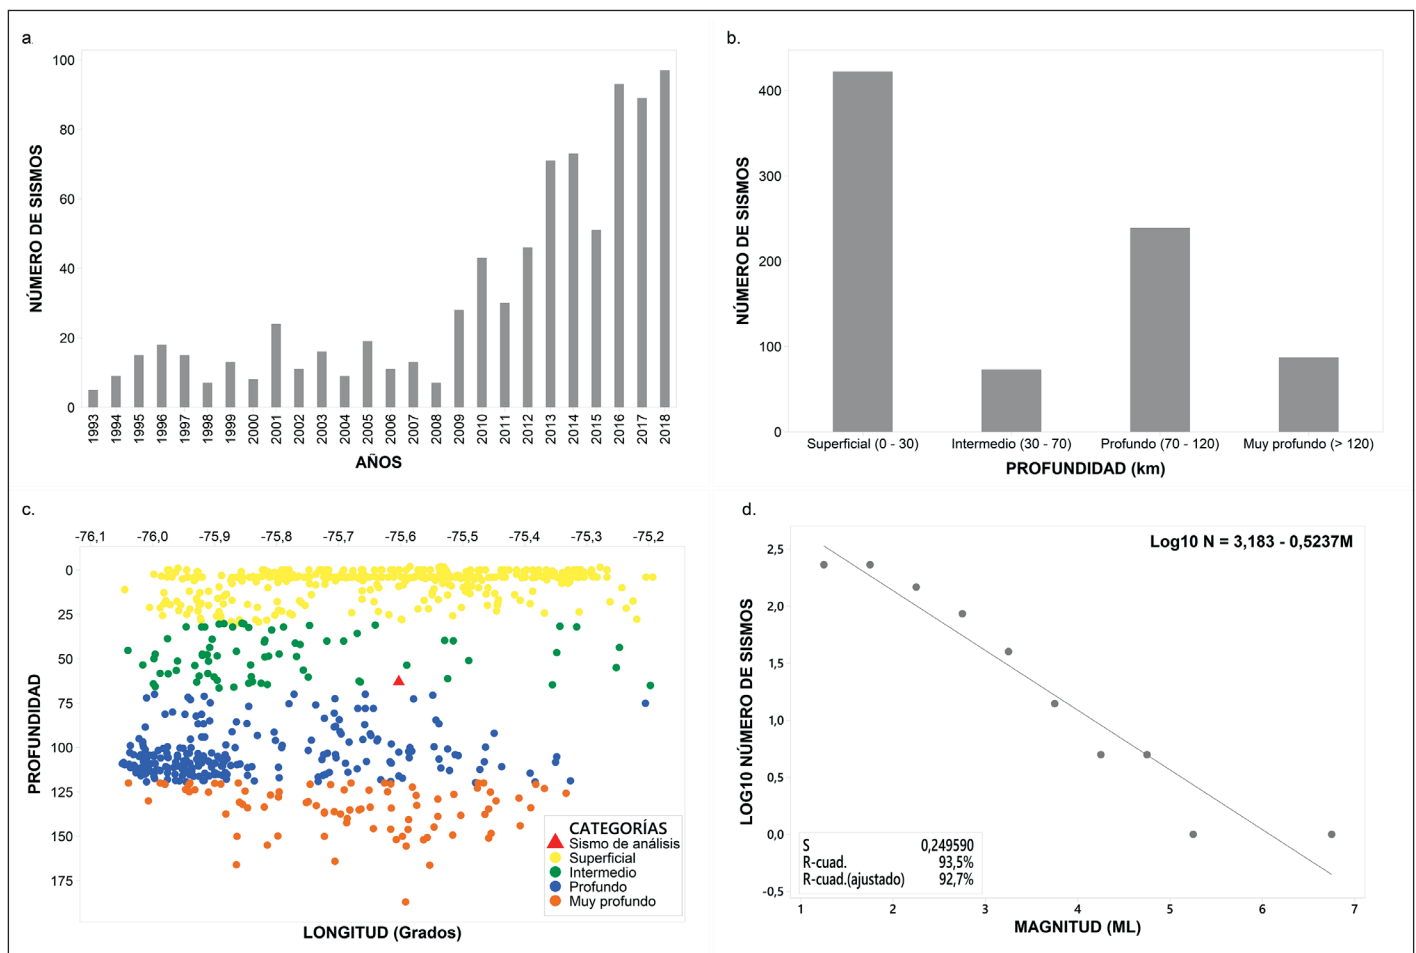 a.
100
80
60
40
20
0
NÚMERO DE SISMOS
1993
1994
1995
1996
1997
1998
1999
2000
2001
2002
2003
2004
2005
2006
2007
2008
2009
2010
2011
2012
2013
2014
2015
2016
2017
2018
AÑOS
b.
400
300
200
100
0
NÚMERO DE SISMOS
Superficial (0 - 30)
Intermedio (30 - 70)
Profundo (70 - 120)
Muy profundo (> 120)
PROFUNDIDAD (km)
c.
-76,1
-76,0
-75,9
-75,8
-75,7
-75,6
-75,5
-75,4
-75,3
-75,2
0
25
50
75
100
125
150
175
PROFUNDIDAD
CATEGORÍAS
Sismo de análisis
Superficial
Intermedio
Profundo
Muy profundo
LONGITUD (Grados)
d.
Log10 N = 3,183 - 0,5237M
2,5
2,0
1,5
1,0
0,5
0,0
-0,5
LOG10 NÚMERO DE SISMOS
S 0,249590
R-cuad. 93,5%
R-cuad.(ajustado) 92,7%
1
2
3
4
5
6
7
MAGNITUD (ML)